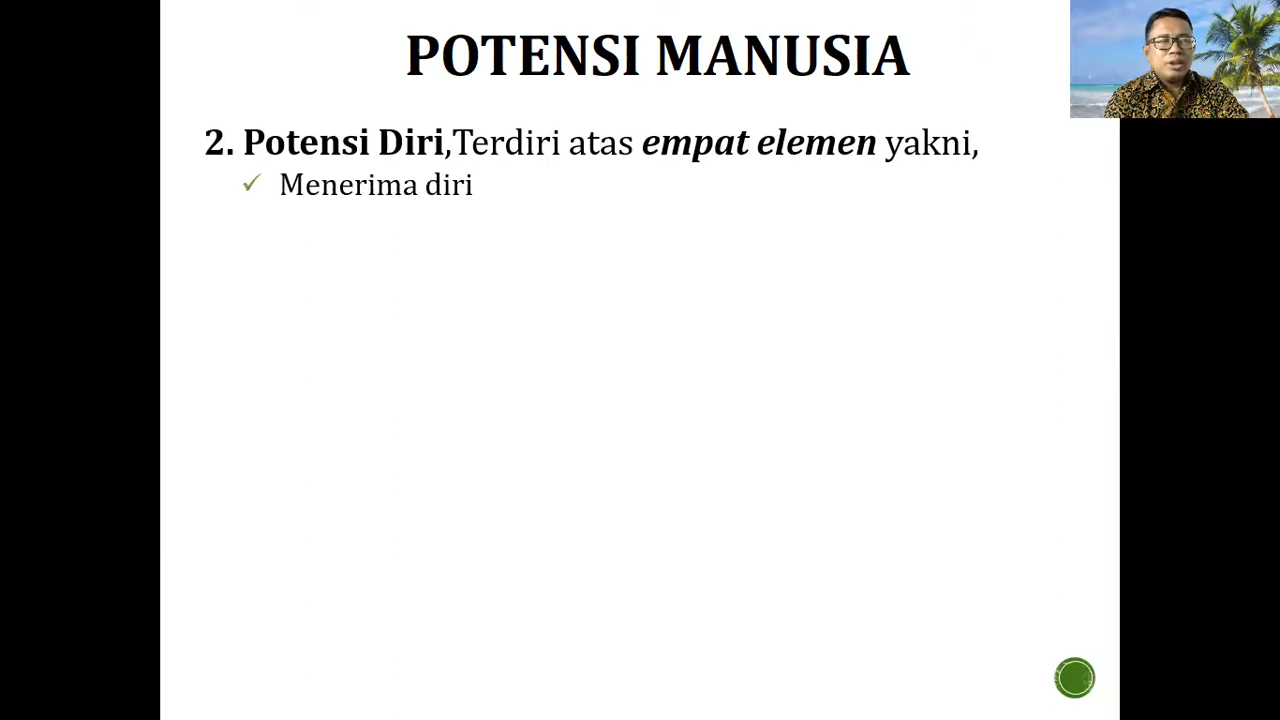 POTENSI MANUSIA
2. Potensi Diri,Terdiri atas empat elemen yakni,
✓ Menerima diri